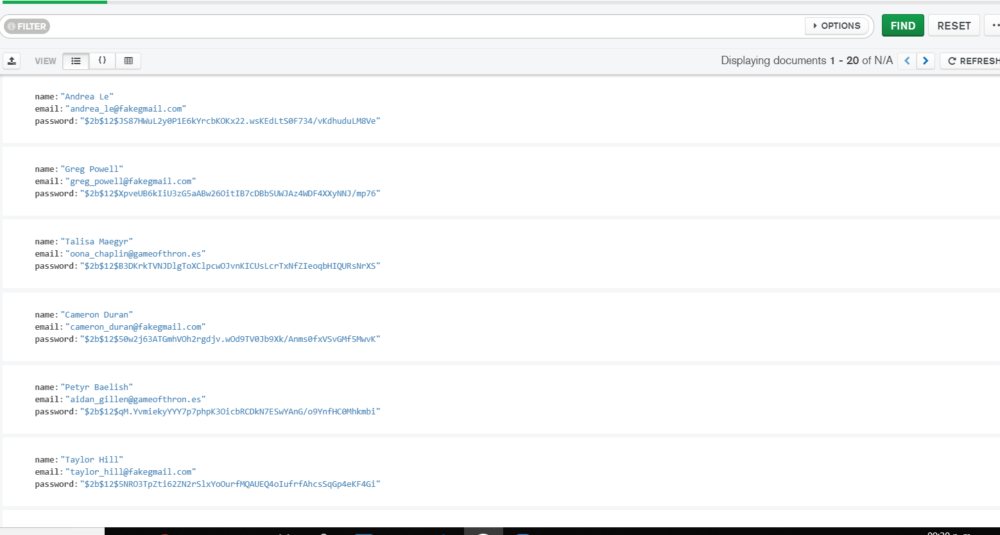 FILTER
OPTIONS
FIND
RESET
VIEW
{}
Displaying documents 1 - 20 of N/A
REFRESH
name: "Andrea Le"
email: "andrea_le@fakegmail.com"
password: "$2b$12$JS87HWuL2y0P1E6kYrcbKOKx22.wsKEdLtS0F734/vKdhuduLM8Ve"
name: "Greg Powell"
email: "greg_powell@fakegmail.com"
password: "$2b$12$XpveUB6kIiU3zG5aABw26OitIB7cDBbSUWJAz4WDF4XXyNNJ/mp76"
name: "Talisa Maegyr"
email: "oona_chaplin@gameofthron.es"
password: "$2b$12$B3DKrkTVNJDlgToXClpcwOJvnKICUsLcrTxNfZIeoqbHIQURsNrXS"
name: "Cameron Duran"
email: "cameron_duran@fakegmail.com"
password: "$2b$12$50w2j63ATGmhVOh2rgdjv.wOd9TV0Jb9Xk/Anms0fxVSvGMf5MwvK"
name: "Petyr Baelish"
email: "aidan_gillen@gameofthron.es"
password: "$2b$12$qM.YvmiekyYYY7p7phpK3OicbRCDkN7ESwYAnG/o9YnfHC0Mhkmbi"
name: "Taylor Hill"
email: "taylor_hill@fakegmail.com"
password: "$2b$12$5NRO3TpZti62ZN2rSlxYoOurfMQAUEQ4oIufrfAhcsSqGp4eKF4Gi"